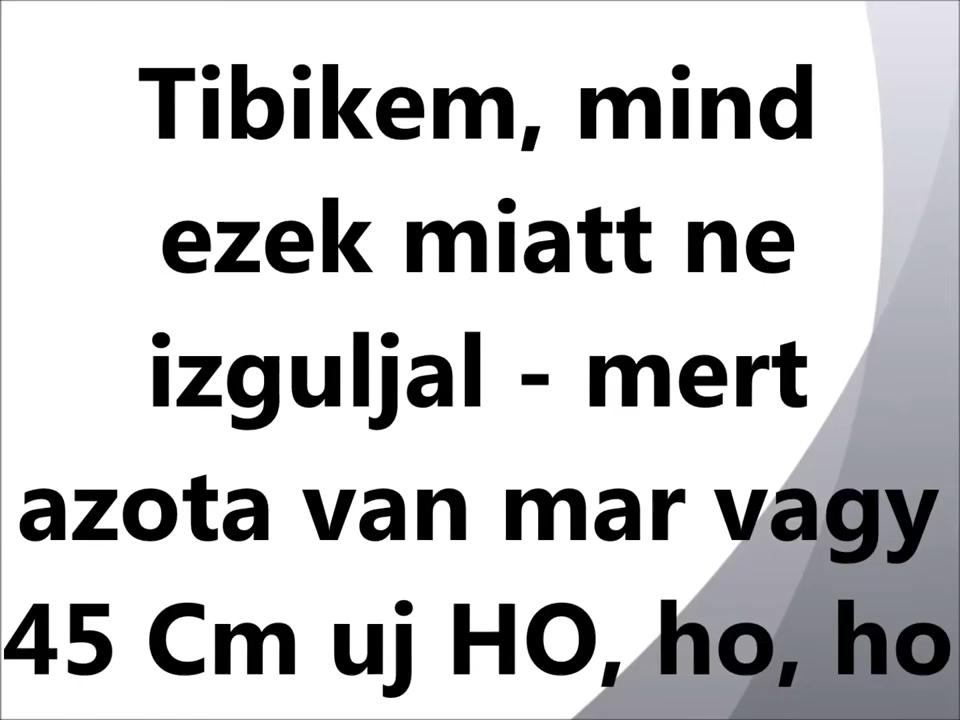 Tibikem, mind
ezek miatt ne
izguljal - mert
azota van mar vagy
45 Cm uj HO, ho, ho